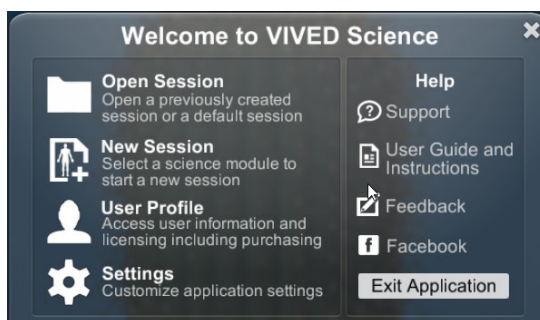 Welcome to VIVED Science
Open Session
Open a previously created
session or a default session
New Session
Select a science module to
start a new session
User Profile
Access user information and
licensing including purchasing
Settings
Customize application settings
Help
Support
User Guide and
Instructions
Feedback
Facebook
Exit Application